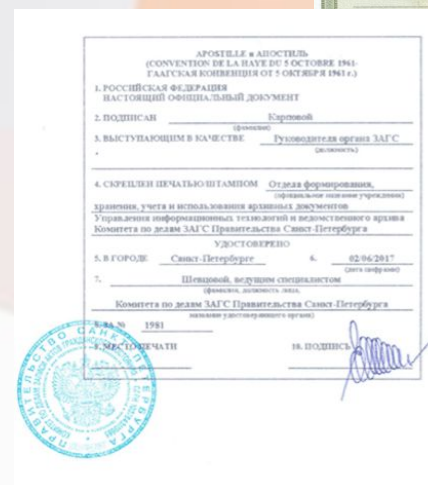 APOSTILLE и АПОСТИЛЬ
(CONVENTION DE LA HAYE DU 5 OCTOBRE 1961-
ГААГСКАЯ КОНВЕНЦИЯ ОТ 5 ОКТЯБРЯ 1961 г.)
1. РОССИЙСКАЯ ФЕДЕРАЦИЯ
НАСТОЯЩИЙ ОФИЦИАЛЬНЫЙ ДОКУМЕНТ
2. ПОДПИСАН Карповой
(фамилия)
3. ВЫСТУПАЮЩИМ В КАЧЕСТВЕ Руководителя органа ЗАГС
(должность)
4. СКРЕПЛЕН ПЕЧАТЬЮ/ШТАМПОМ Отдела формирования,
(официальное название учреждения)
хранения, учета и использования архивных документов
Управления информационных технологий и ведомственного архива
Комитета по делам ЗАГС Правительства Санкт-Петербурга
УДОСТОВЕРЕНО
5. В ГОРОДЕ Санкт-Петербурге 6. 02/06/2017
(дата цифрами)
7. Шевцовой, ведущим специалистом
(фамилия, должность лица,
Комитета по делам ЗАГС Правительства Санкт-Петербурга
название удостоверяющего органа)
8. ЗА № 1981
9. МЕСТО ПЕЧАТИ 10. ПОДПИСЬ
ПРАВИТЕЛЬСТВО САНКТ-ПЕТЕРБУРГА